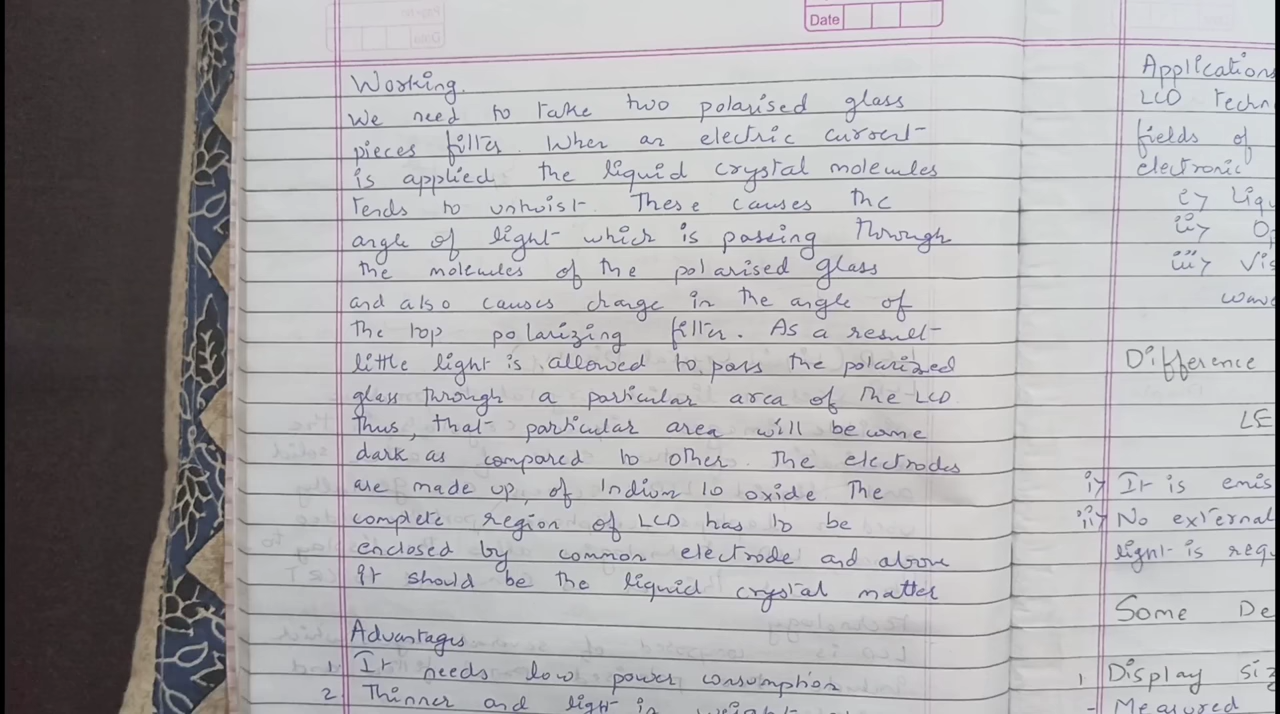 Date
Working.
We need to take two polarised glass
pieces filter. When an electric current
is applied the liquid crystal molecules
tends to untwist. These causes the
angle of light which is passing through
the molecules of the polarised glass
and also causes change in the angle of
the top polarizing filter. As a result
little light is allowed to pass the polarized
glass through a particular area of the LCD
Thus, that particular area will become
dark as compared to other. The electrodes
are made up, of Indium to oxide The
complete region of LCD has to be
enclosed by common electrode and above
it should be the liquid crystal matter
Advantages
1. It needs low power consumption
2. Thinner and light in weight
Applications
LCD techn
fields of
electronic
i> Liqu
ii> Op
iii> Vis
wave
Difference
LE
i> It is emis
ii> No external
light is requ
Some De
1 Display siz
- Measured